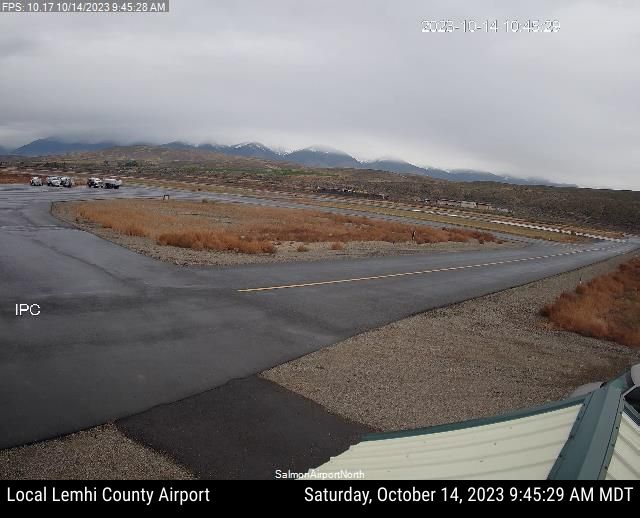 FPS: 10.17 10/14/2023 9:45:28 AM
2023-10-14 10:45:29
IPC
SalmonAirportNorth
Local Lemhi County Airport
Saturday, October 14, 2023 9:45:29 AM MDT